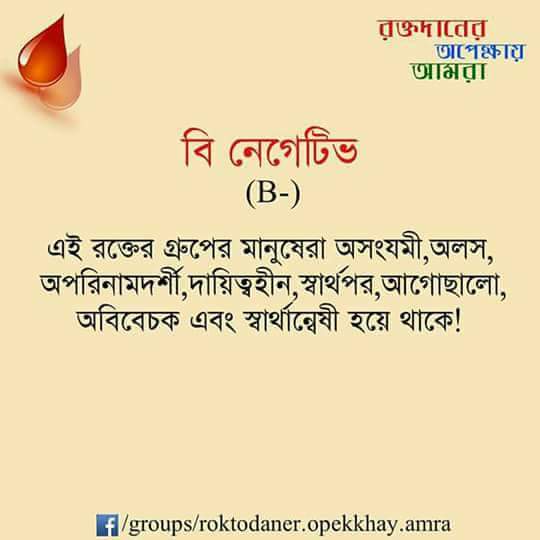 রক্তদানের
অপেক্ষায়
আমরা
বি নেগেটিভ
(B-)
এই রক্তের গ্রুপের মানুষেরা অসংযমী,অলস,
অপরিনামদর্শী,দায়িত্বহীন,স্বার্থপর,আগোছালো,
অবিবেচক এবং স্বার্থান্বেষী হয়ে থাকে!
f/groups/roktodaner.opekkhay.amra